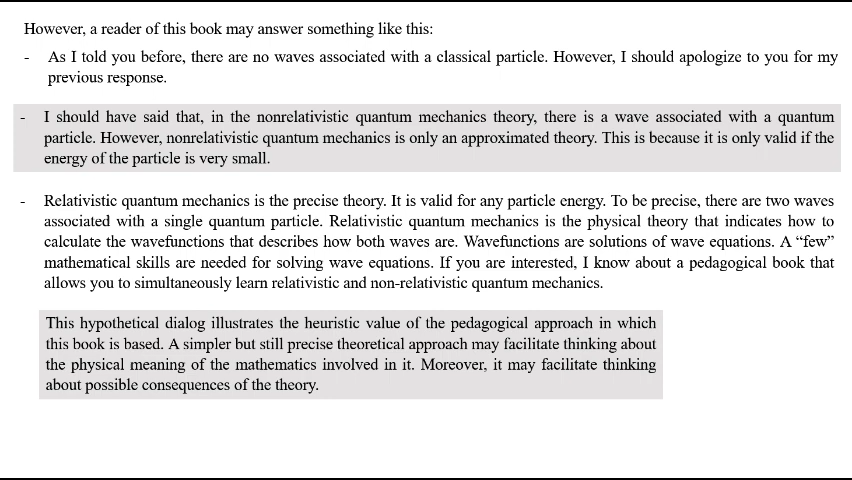 However, a reader of this book may answer something like this:
- As I told you before, there are no waves associated with a classical particle. However, I should apologize to you for my
previous response.
- I should have said that, in the nonrelativistic quantum mechanics theory, there is a wave associated with a quantum
particle. However, nonrelativistic quantum mechanics is only an approximated theory. This is because it is only valid if the
energy of the particle is very small.
- Relativistic quantum mechanics is the precise theory. It is valid for any particle energy. To be precise, there are two waves
associated with a single quantum particle. Relativistic quantum mechanics is the physical theory that indicates how to
calculate the wavefunctions that describes how both waves are. Wavefunctions are solutions of wave equations. A “few”
mathematical skills are needed for solving wave equations. If you are interested, I know about a pedagogical book that
allows you to simultaneously learn relativistic and non-relativistic quantum mechanics.
This hypothetical dialog illustrates the heuristic value of the pedagogical approach in which
this book is based. A simpler but still precise theoretical approach may facilitate thinking about
the physical meaning of the mathematics involved in it. Moreover, it may facilitate thinking
about possible consequences of the theory.